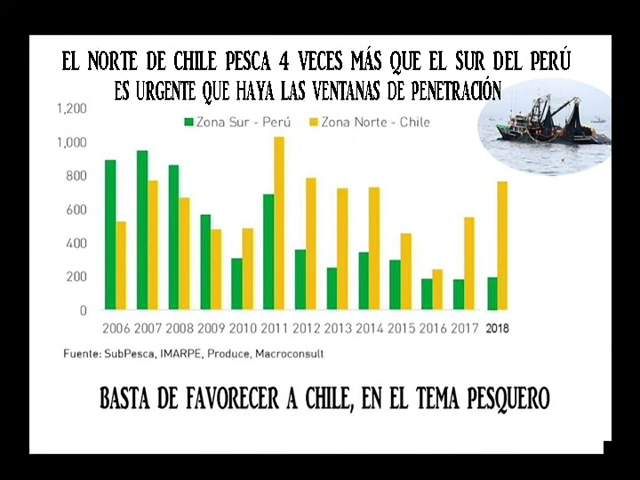 EL NORTE DE CHILE PESCA 4 VECES MÁS QUE EL SUR DEL PERÚ
ES URGENTE QUE HAYA LAS VENTANAS DE PENETRACIÓN
Zona Sur - Perú Zona Norte - Chile
1,200
1,000
800
600
400
200
0
2006 2007 2008 2009 2010 2011 2012 2013 2014 2015 2016 2017 2018
Fuente: SubPesca, IMARPE, Produce, Macroconsult
BASTA DE FAVORECER A CHILE, EN EL TEMA PESQUERO